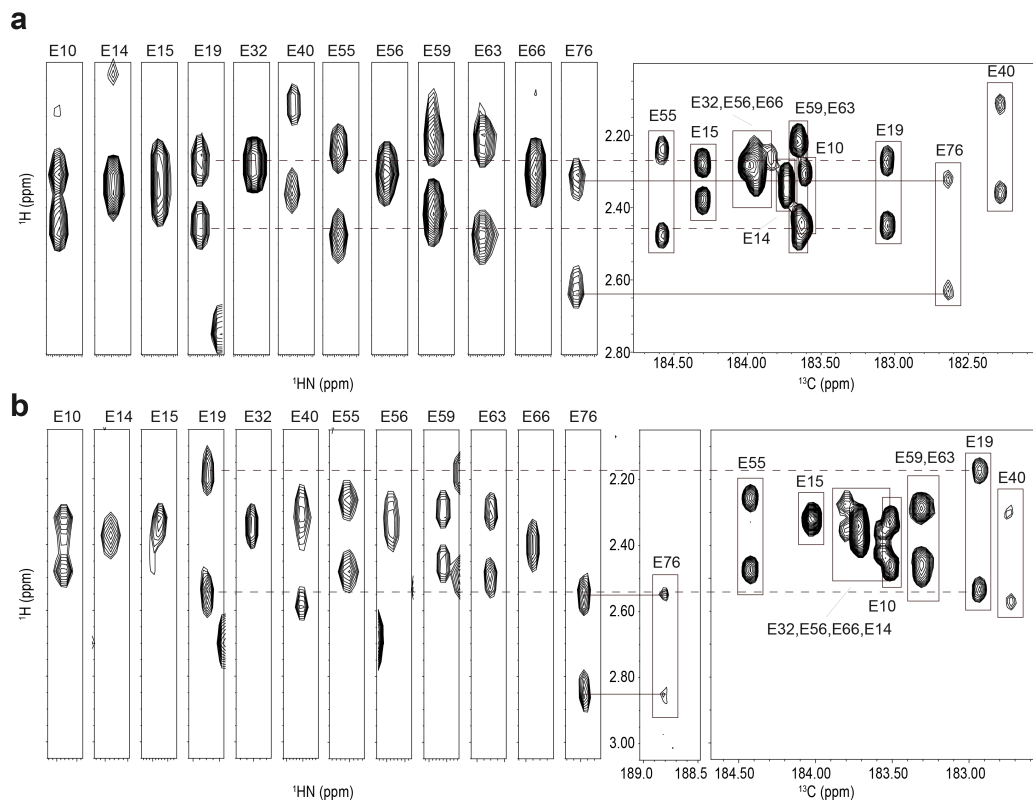 a
E10 E14 E15 E19 E32 E40 E55 E56 E59 E63 E66 E76
E40
E32,E56,E66
E59,E63
E55
E15
E19
E10
E76
E14
2.20
2.40
2.60
2.80
¹H (ppm)
184.50 184.00 183.50 183.00 182.50
¹HN (ppm)
¹³C (ppm)
b
E10 E14 E15 E19 E32 E40 E55 E56 E59 E63 E66 E76
E19
E59,E63
E55
E40
E15
E76
E10
E32,E56,E66,E14
2.20
2.40
2.60
2.80
3.00
¹H (ppm)
189.0 188.5 184.50 184.00 183.50 183.00
¹HN (ppm)
¹³C (ppm)